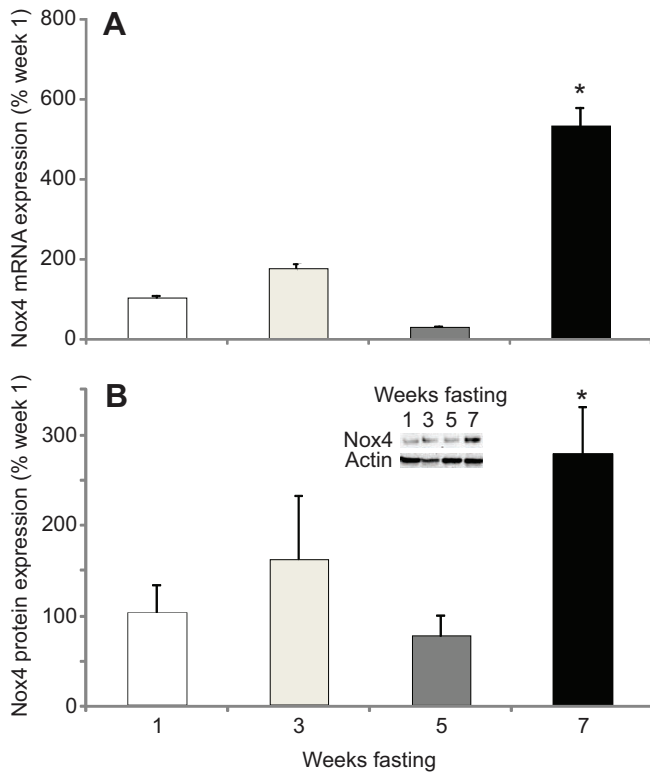 A
Nox4 mRNA expression (% week 1)
800
600
400
200
0
*
B
Nox4 protein expression (% week 1)
300
200
100
0
Weeks fasting
1 3 5 7
Nox4
Actin
*
1 3 5 7
Weeks fasting